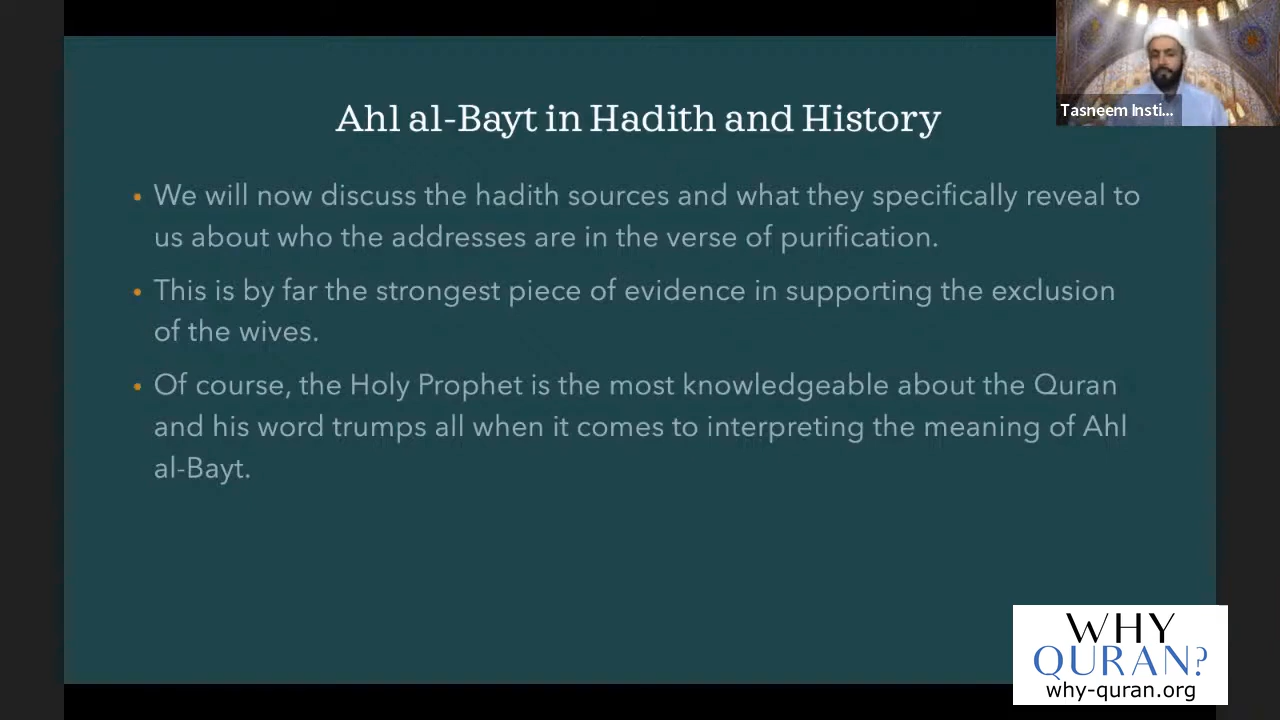 Tasneem Insti...
Ahl al-Bayt in Hadith and History
• We will now discuss the hadith sources and what they specifically reveal to
us about who the addresses are in the verse of purification.
• This is by far the strongest piece of evidence in supporting the exclusion
of the wives.
• Of course, the Holy Prophet is the most knowledgeable about the Quran
and his word trumps all when it comes to interpreting the meaning of Ahl
al-Bayt.
WHY
QURAN?
why-quran.org